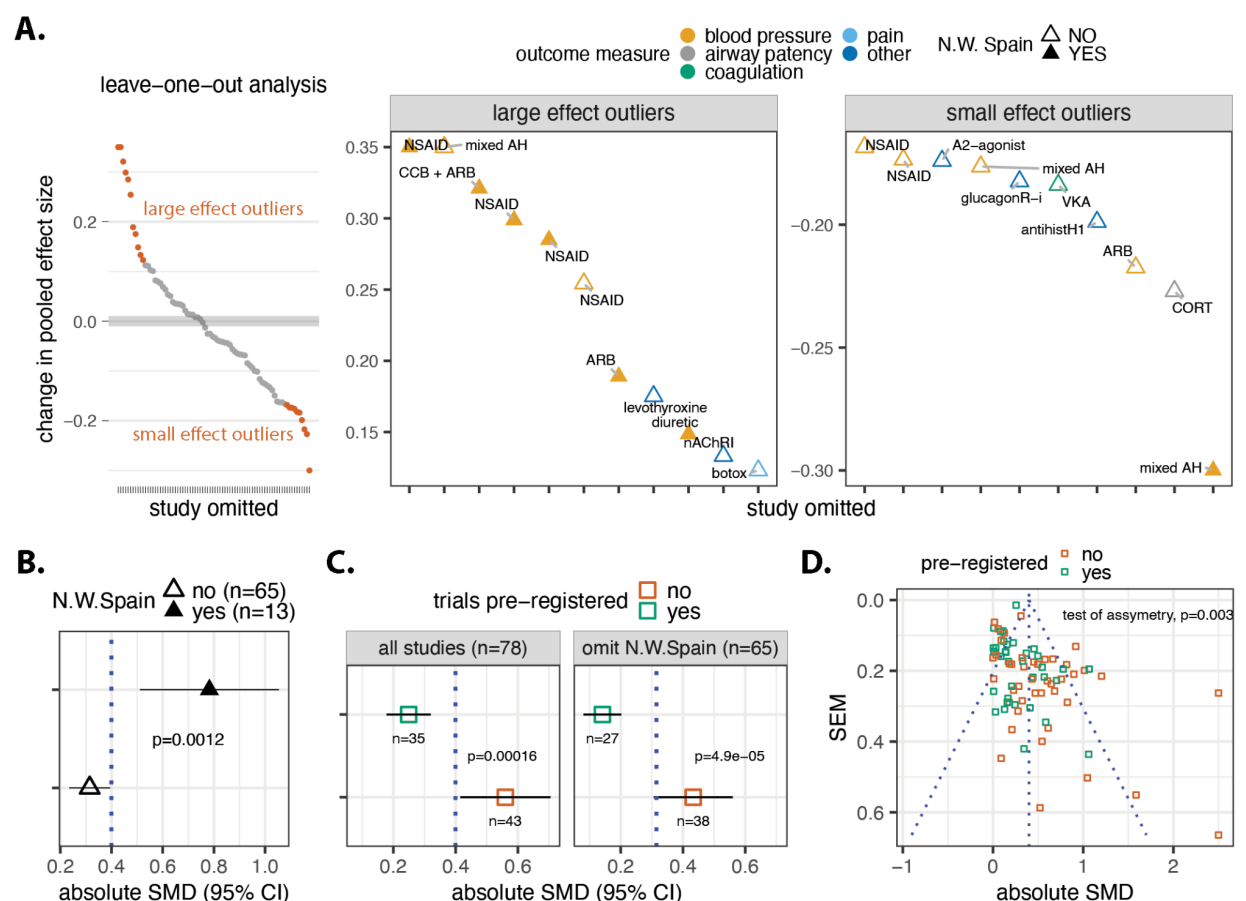 A.
outcome measure
blood pressure
airway patency
coagulation
pain
other
N.W. Spain
NO
YES
leave−one−out analysis
change in pooled effect size
0.2
0.0
−0.2
large effect outliers
small effect outliers
study omitted
large effect outliers
0.35
0.30
0.25
0.20
0.15
NSAID
mixed AH
CCB + ARB
NSAID
NSAID
NSAID
ARB
levothyroxine
diuretic
nAChRI
botox
study omitted
small effect outliers
−0.20
−0.25
−0.30
NSAID
A2−agonist
NSAID
mixed AH
glucagonR−i
VKA
antihistH1
ARB
CORT
mixed AH
B.
N.W.Spain
no (n=65)
yes (n=13)
p=0.0012
0.2 0.4 0.6 0.8 1.0
absolute SMD (95% CI)
C.
trials pre−registered
no
yes
all studies (n=78)
n=35
p=0.00016
n=43
0.2 0.4 0.6
omit N.W.Spain (n=65)
n=27
p=4.9e−05
n=38
0.2 0.4 0.6
absolute SMD (95% CI)
D.
pre−registered
no
yes
test of assymetry, p=0.003
SEM
0.0
0.2
0.4
0.6
−1 0 1 2
absolute SMD